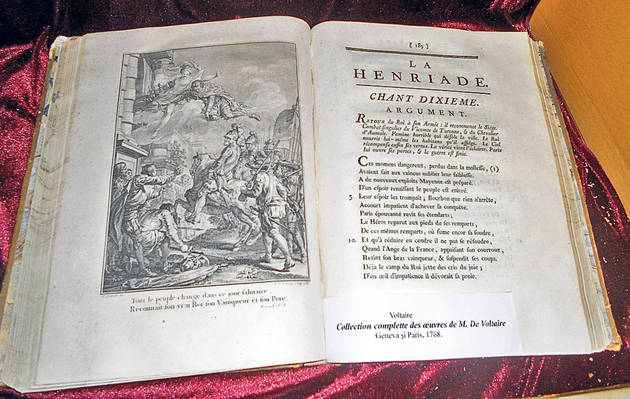 Tout le peuple change dans ce jour salutaire
Reconnait son vrai Roi, son Vainqueur et son Pere
( 185 )
LA
HENRIADE.
CHANT DIXIEME.
ARGUMENT.
RETOUR du Roi à son Armée : il recommence le Siège.
Combat singulier du Vicomte de Turenne, & du Chevalier
d'Aumale. Famine horrible qui désole la ville. Le Roi
nourrit lui-même les habitans qu'il assiège. Le Ciel
récompense enfin ses vertus. La vérité vient l'éclairer. Paris
lui ouvre ses portes, & la guerre est finie.
CES momens dangereux, perdus dans la mollesse, (1)
Avaient fait aux vaincus oublier leur faiblesse.
A de nouveaux exploits Mayenne est préparé.
D'un espoir renaissant le peuple est enivré.
5. Leur espoir les trompait ; Bourbon que rien n'arrête,
Accourt impatient d'achever sa conquête.
Paris épouvanté revit ses étendarts ;
Le Héros reparut aux pieds de ses remparts,
De ces mêmes remparts, où fume encor sa foudre,
10. Et qu'à réduire en cendre il ne put se résoudre,
Quand l'Ange de la France, appaisant son courroux,
Retint son bras vainqueur, & suspendit ses coups.
Déja le camp du Roi jette des cris de joie ;
D'un œil d'impatience il dévorait sa proie.
Voltaire
Collection complette des œuvres de M. De Voltaire
Geneva și Paris, 1768.